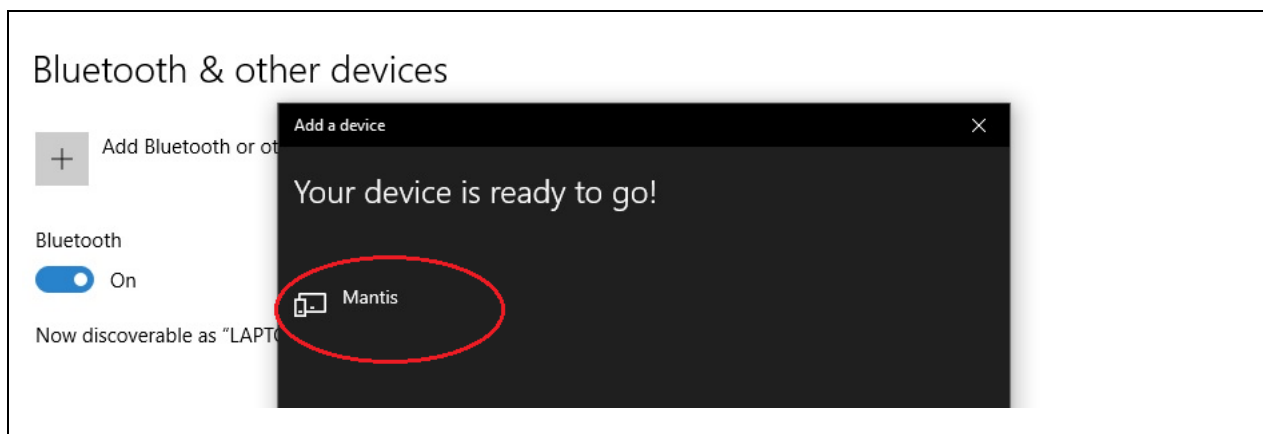 Bluetooth & other devices
Add a device
Add Bluetooth or ot
Your device is ready to go!
Bluetooth
On
Mantis
Now discoverable as “LAPTO